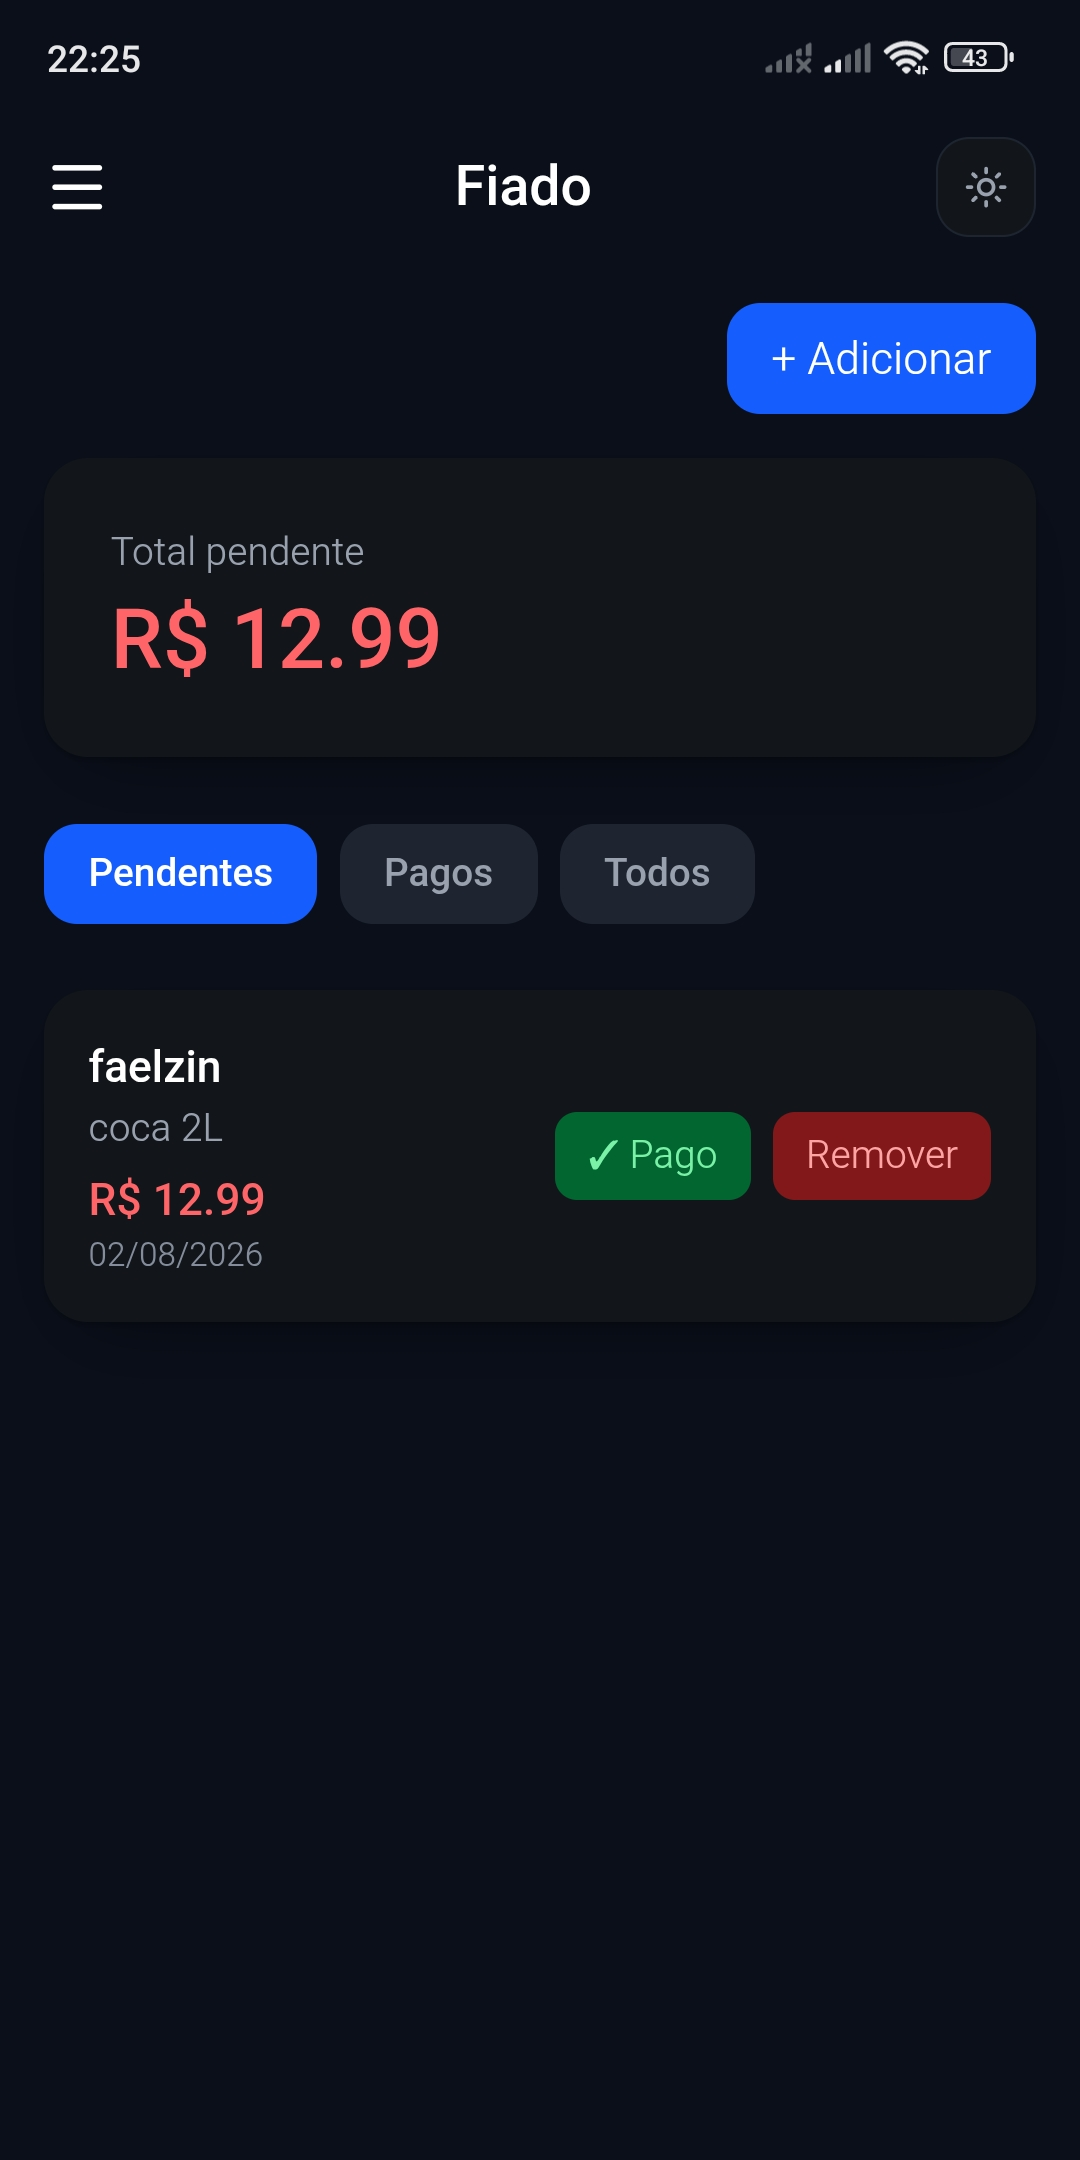 22:25
43
Fiado
+ Adicionar
Total pendente
R$ 12.99
Pendentes
Pagos
Todos
faelzin
coca 2L
R$ 12.99
02/08/2026
✓ Pago
Remover